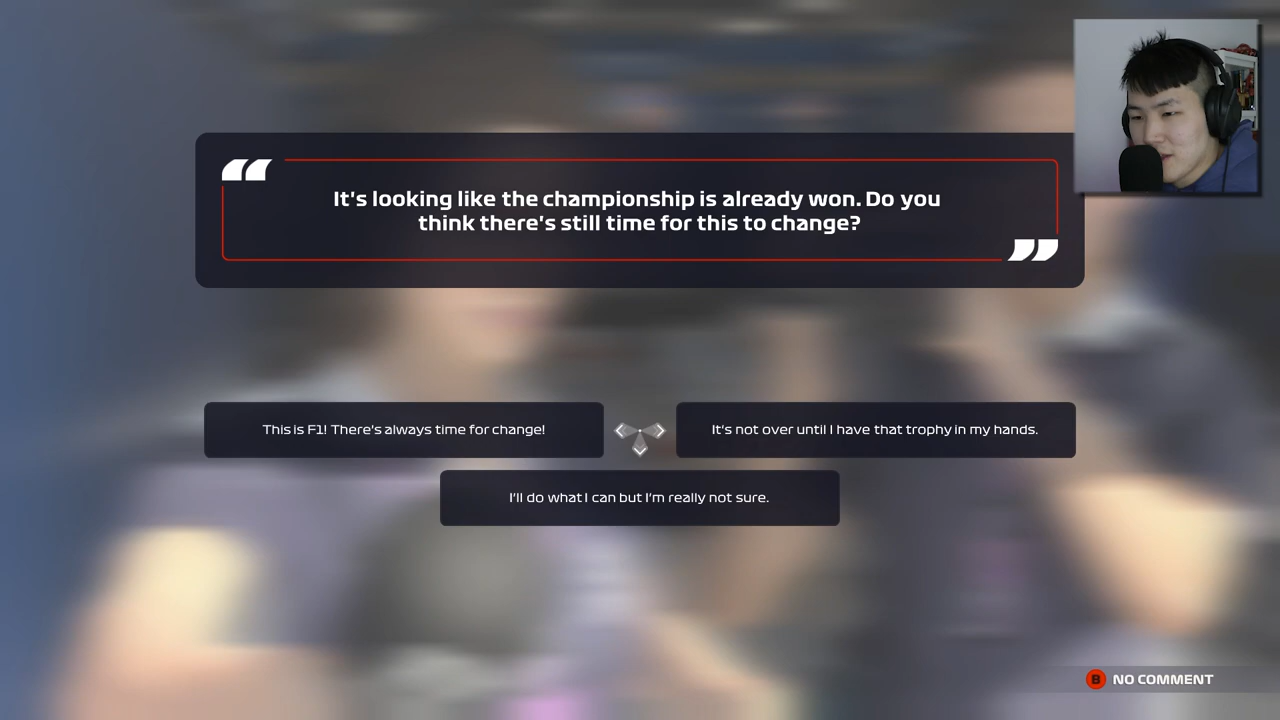 It's looking like the championship is already won. Do you
think there's still time for this to change?
This is F1! There's always time for change!
It's not over until I have that trophy in my hands.
I'll do what I can but I'm really not sure.
B NO COMMENT